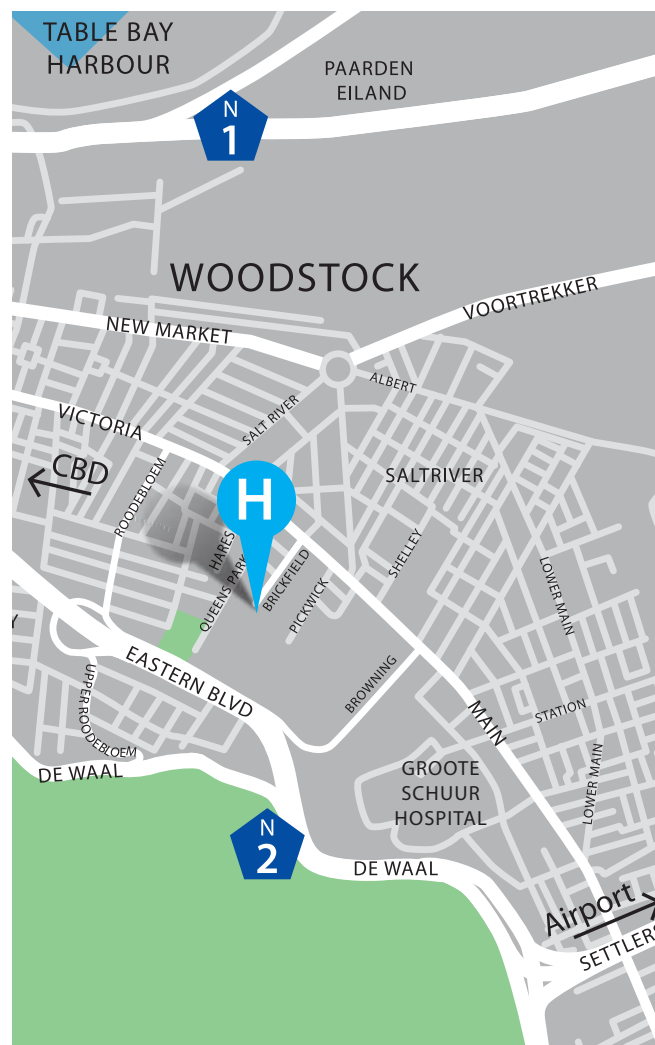 TABLE BAY
HARBOUR
PAARDEN
EILAND
N
1
WOODSTOCK
VOORTREKKER
NEW MARKET
ALBERT
SALT RIVER
VICTORIA
CBD
ROODEBLOEM
SALTRIVER
H
HARES
QUEENS PARK
BRICKFIELD
PICKWICK
SHELLEY
LOWER MAIN
EASTERN BLVD
UPPER ROODEBLOEM
BROWNING
MAIN
STATION
DE WAAL
GROOTE
SCHUUR
HOSPITAL
LOWER MAIN
N
2
DE WAAL
Airport
SETTLERS